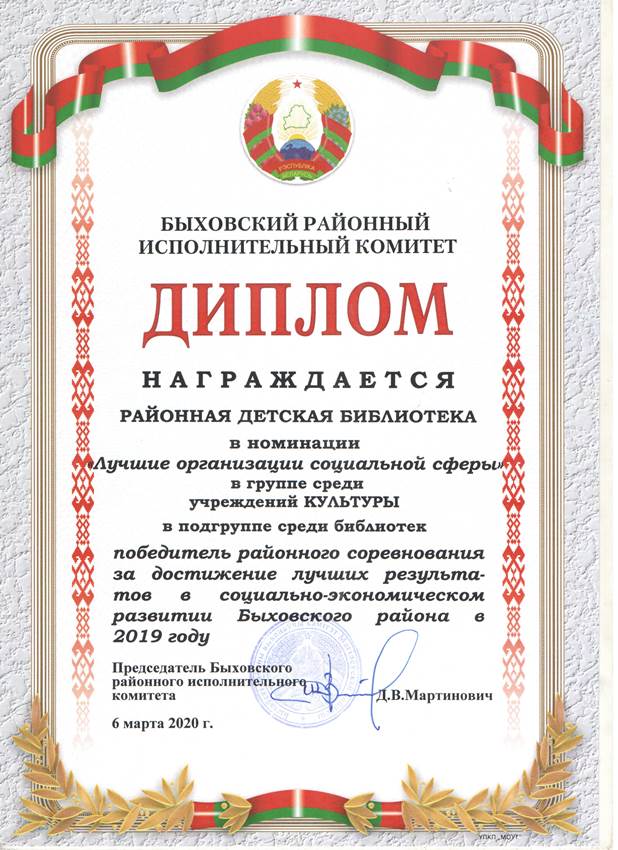 РЭСПУБЛІКА
БЕЛАРУСЬ
БЫХОВСКИЙ РАЙОННЫЙ
ИСПОЛНИТЕЛЬНЫЙ КОМИТЕТ
ДИПЛОМ
НАГРАЖДАЕТСЯ
РАЙОННАЯ ДЕТСКАЯ БИБЛИОТЕКА
в номинации
«Лучшие организации социальной сферы»
в группе среди
учреждений КУЛЬТУРЫ
в подгруппе среди библиотек
победитель районного соревнования
за достижение лучших результа-
тов в социально-экономическом
развитии Быховского района в
2019 году
Председатель Быховского
районного исполнительного
комитета Д.В.Мартинович
6 марта 2020 г.